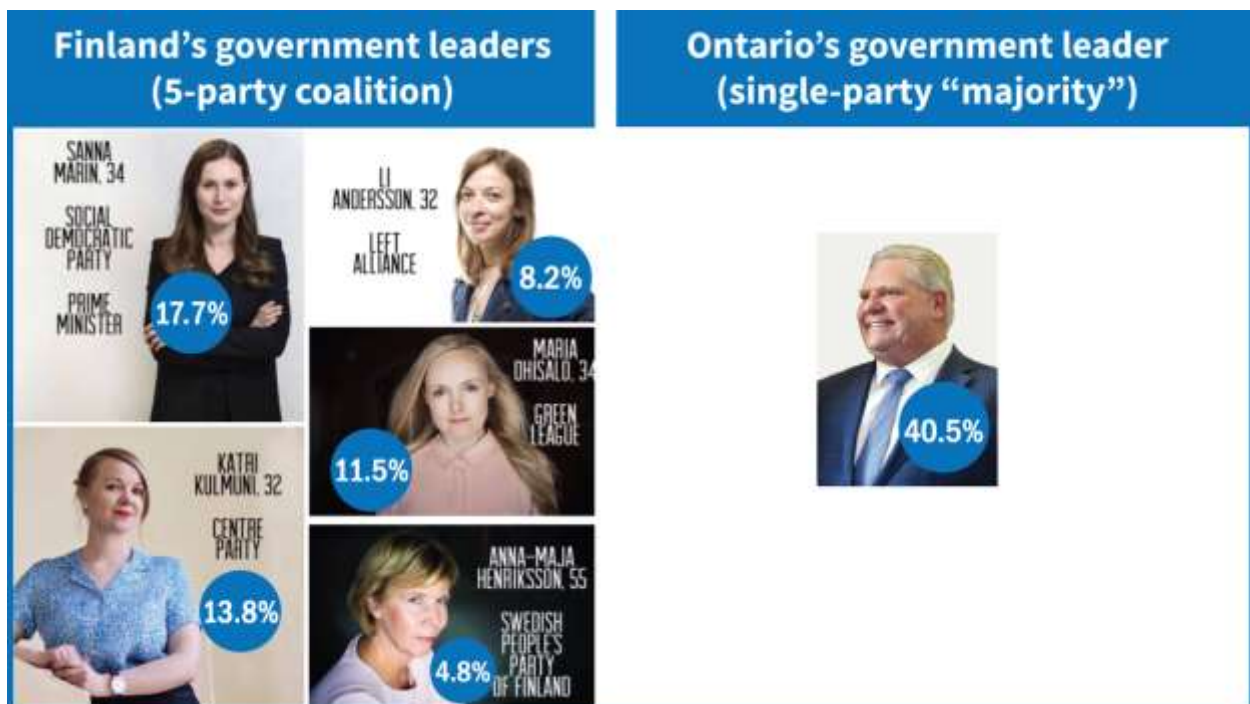 Finland’s government leaders
(5-party coalition)
SANNA
MARIN, 34
SOCIAL
DEMOCRATIC
PARTY
PRIME
MINISTER
17.7%
LI
ANDERSSON, 32
LEFT
ALLIANCE
8.2%
MARIA
OHISALO, 34
GREEN
LEAGUE
11.5%
KATRI
KULMUNI, 32
CENTRE
PARTY
13.8%
ANNA-MAJA
HENRIKSSON, 55
SWEDISH
PEOPLE'S
PARTY
OF FINLAND
4.8%
Ontario’s government leader
(single-party “majority”)
40.5%